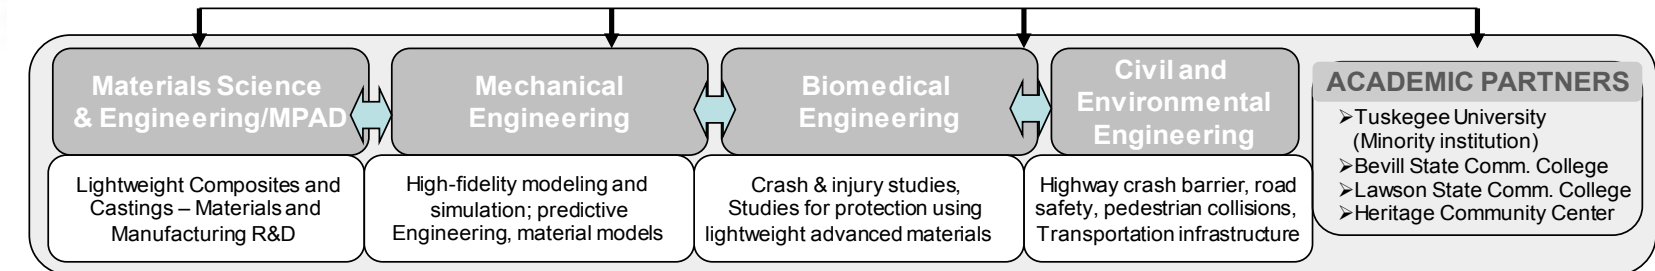 Materials Science
& Engineering/MPAD
Lightweight Composites and
Castings – Materials and
Manufacturing R&D
Mechanical
Engineering
High-fidelity modeling and
simulation; predictive
Engineering, material models
Biomedical
Engineering
Crash & injury studies,
Studies for protection using
lightweight advanced materials
Civil and
Environmental
Engineering
Highway crash barrier, road
safety, pedestrian collisions,
Transportation infrastructure
ACADEMIC PARTNERS
➢Tuskegee University
(Minority institution)
➢Bevill State Comm. College
➢Lawson State Comm. College
➢Heritage Community Center